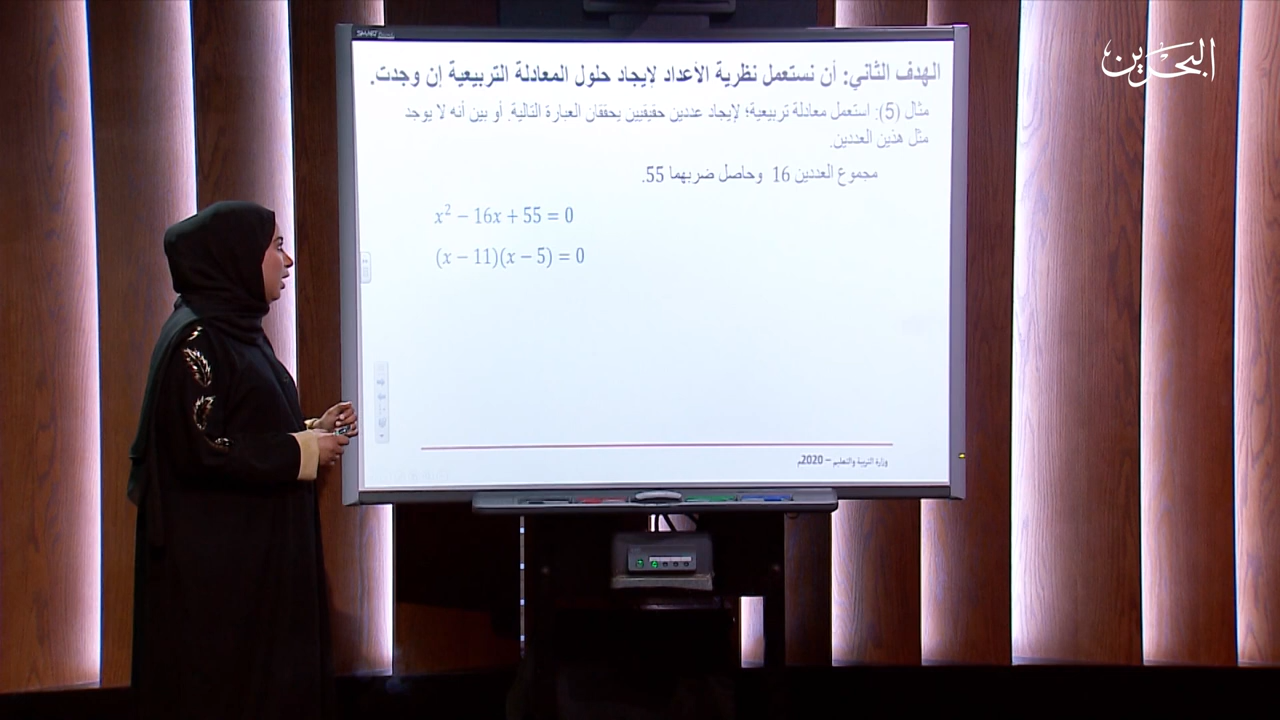 البحرين
SMART
الهدف الثاني: أن نستعمل نظرية الأعداد لإيجاد حلول المعادلة التربيعية إن وجدت.
مثال (5): استعمل معادلة تربيعية؛ لإيجاد عددين حقيقيين يحققان العبارة التالية. أو بين أنه لا يوجد
مثل هذين العددين.
مجموع العددين 16 وحاصل ضربهما 55.
x² − 16x + 55 = 0
(x − 11)(x − 5) = 0
وزارة التربية والتعليم – 2020م